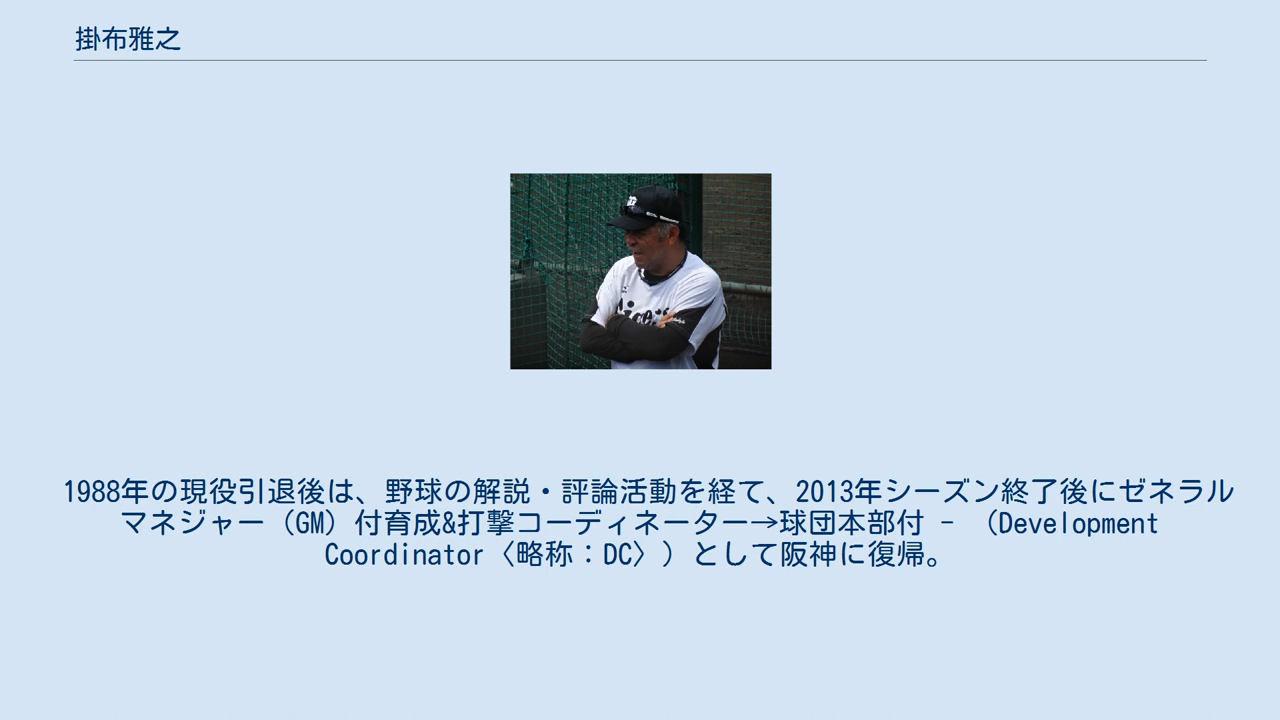 掛布雅之
1988年の現役引退後は、野球の解説・評論活動を経て、2013年シーズン終了後にゼネラル
マネジャー（GM）付育成&打撃コーディネーター→球団本部付 - （Development
Coordinator〈略称：DC〉）として阪神に復帰。